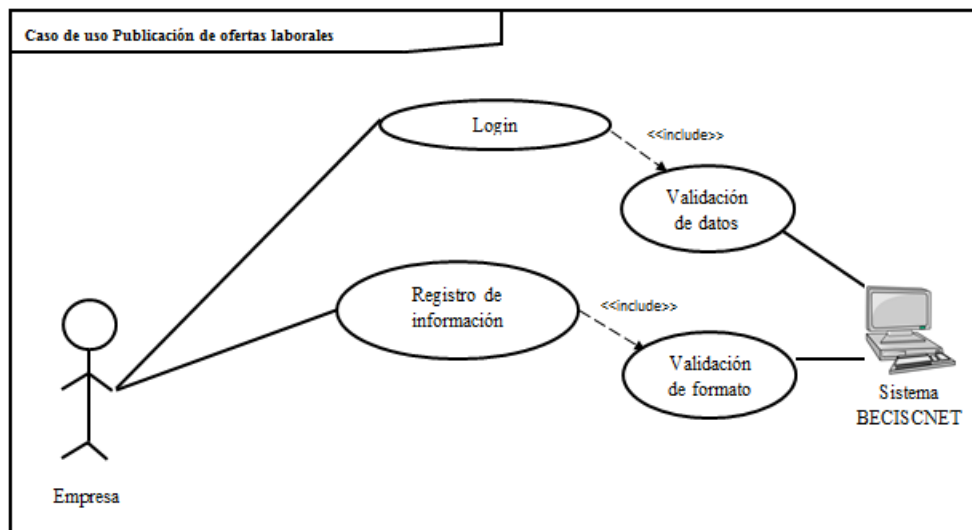 Caso de uso Publicación de ofertas laborales
Login
<<include>>
Validación
de datos
Registro de
información
<<include>>
Validación
de formato
Sistema
BECISCNET
Empresa